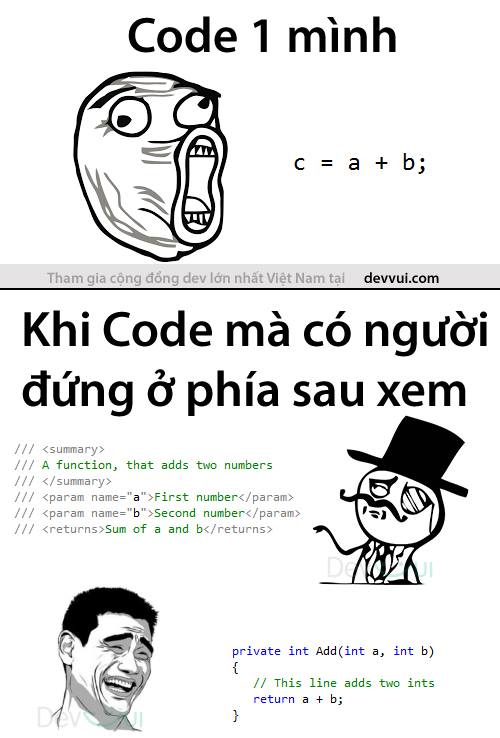 Code 1 mình
c = a + b;
Tham gia cộng đồng dev lớn nhất Việt Nam tại devvui.com
Khi Code mà có người
đứng ở phía sau xem
/// <summary>
/// A function, that adds two numbers
/// </summary>
/// <param name="a">First number</param>
/// <param name="b">Second number</param>
/// <returns>Sum of a and b</returns>
DevVUI
private int Add(int a, int b)
{
// This line adds two ints
return a + b;
}
DevVUI